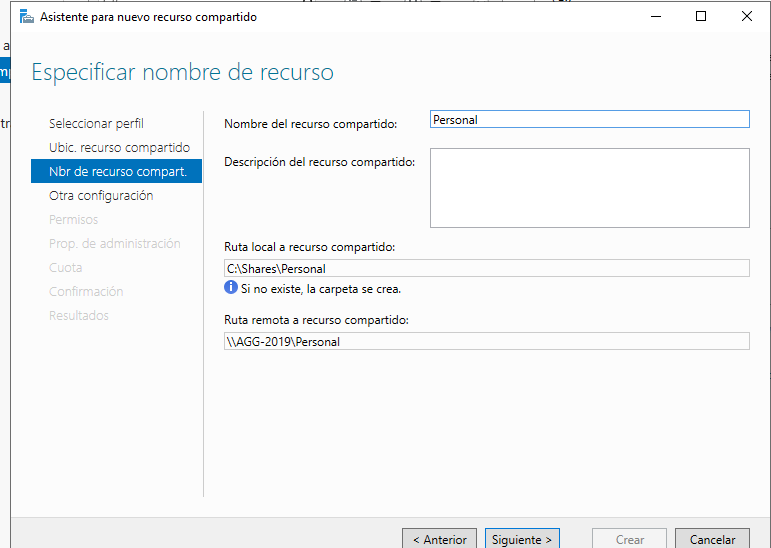 Asistente para nuevo recurso compartido
Especificar nombre de recurso
Seleccionar perfil
Ubic. recurso compartido
Nbr de recurso compart.
Otra configuración
Permisos
Prop. de administración
Cuota
Confirmación
Resultados
Nombre del recurso compartido: Personal
Descripción del recurso compartido:
Ruta local a recurso compartido:
C:\Shares\Personal
Si no existe, la carpeta se crea.
Ruta remota a recurso compartido:
\\AGG-2019\Personal
< Anterior Siguiente > Crear Cancelar